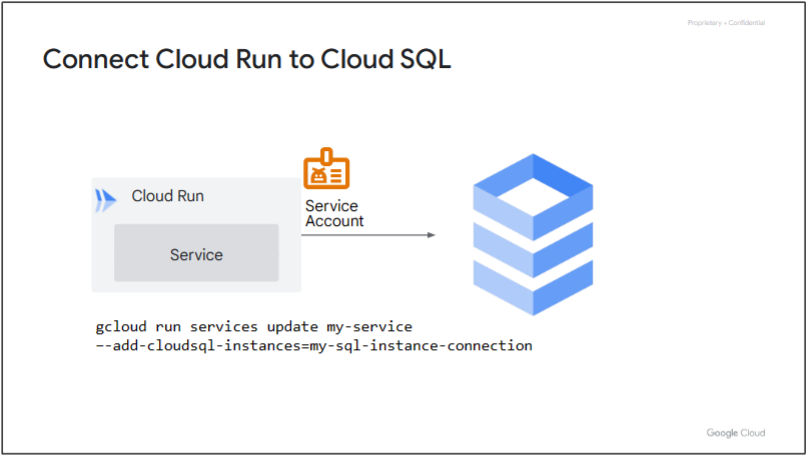 Proprietary + Confidential
Connect Cloud Run to Cloud SQL
Cloud Run
Service
Account
Service
gcloud run services update my-service
--add-cloudsql-instances=my-sql-instance-connection
Google Cloud